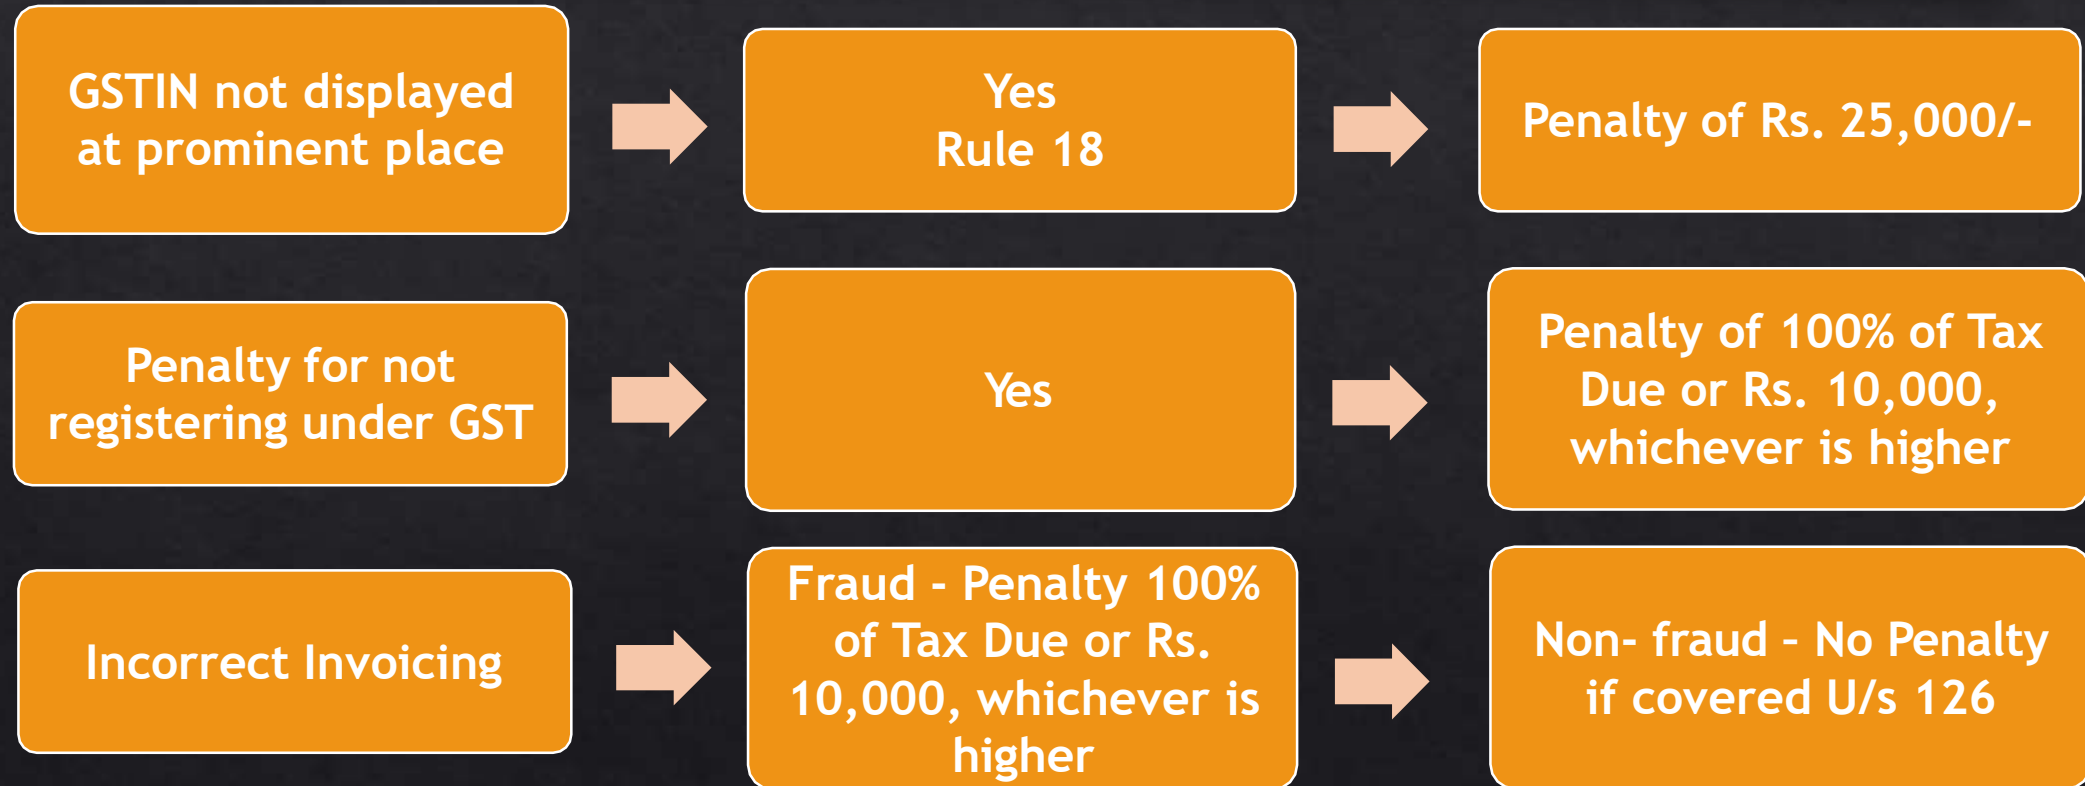 GSTIN not displayed
at prominent place
Yes
Rule 18
Penalty of Rs. 25,000/-
Penalty for not
registering under GST
Yes
Penalty of 100% of Tax
Due or Rs. 10,000,
whichever is higher
Incorrect Invoicing
Fraud - Penalty 100%
of Tax Due or Rs.
10,000, whichever is
higher
Non- fraud – No Penalty
if covered U/s 126